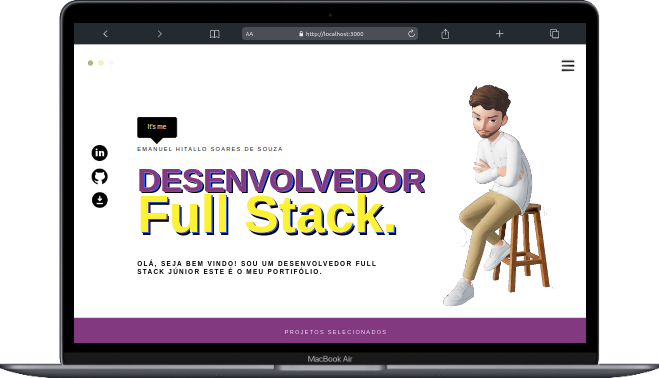 AA
http://localhost:3000
It's me
EMANUEL HITALLO SOARES DE SOUZA
in
DESENVOLVEDOR
Full Stack.
OLÁ, SEJA BEM VINDO! SOU UM DESENVOLVEDOR FULL
STACK JÚNIOR ESTE É O MEU PORTIFÓLIO.
PROJETOS SELECIONADOS
MacBook Air